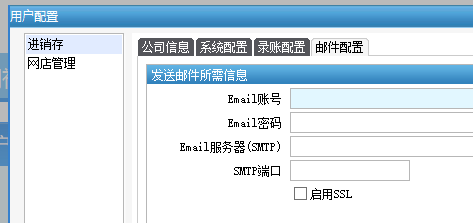 用户配置
进销存
网店管理
公司信息 系统配置 录账配置 邮件配置
发送邮件所需信息
Email账号
Email密码
Email服务器(SMTP)
SMTP端口
启用SSL